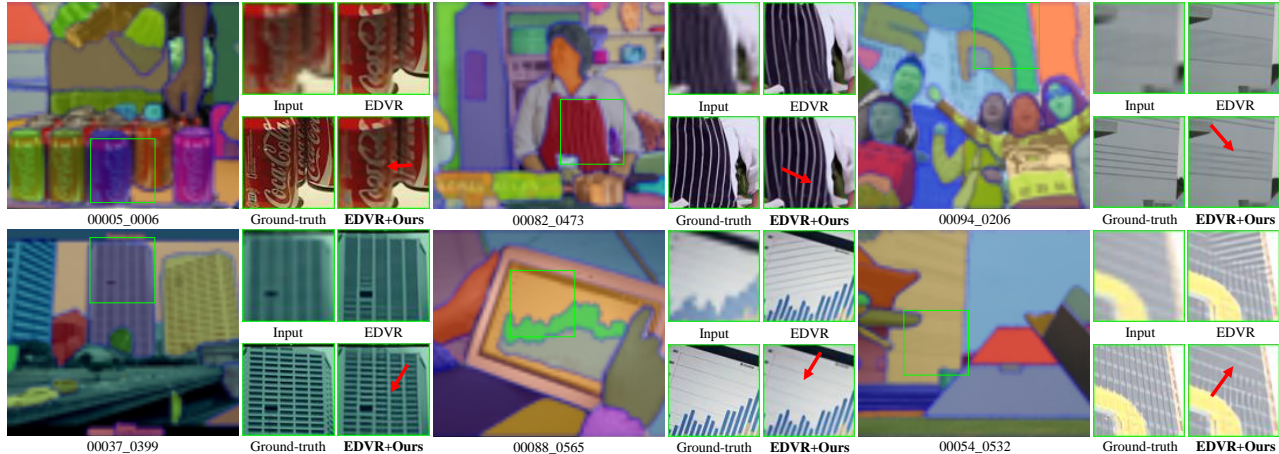 Input EDVR
Ground-truth EDVR+Ours
00005_0006
Input EDVR
Ground-truth EDVR+Ours
00082_0473
Input EDVR
Ground-truth EDVR+Ours
00094_0206
Input EDVR
Ground-truth EDVR+Ours
00037_0399
Input EDVR
Ground-truth EDVR+Ours
00088_0565
Input EDVR
Ground-truth EDVR+Ours
00054_0532
Coca-Cola